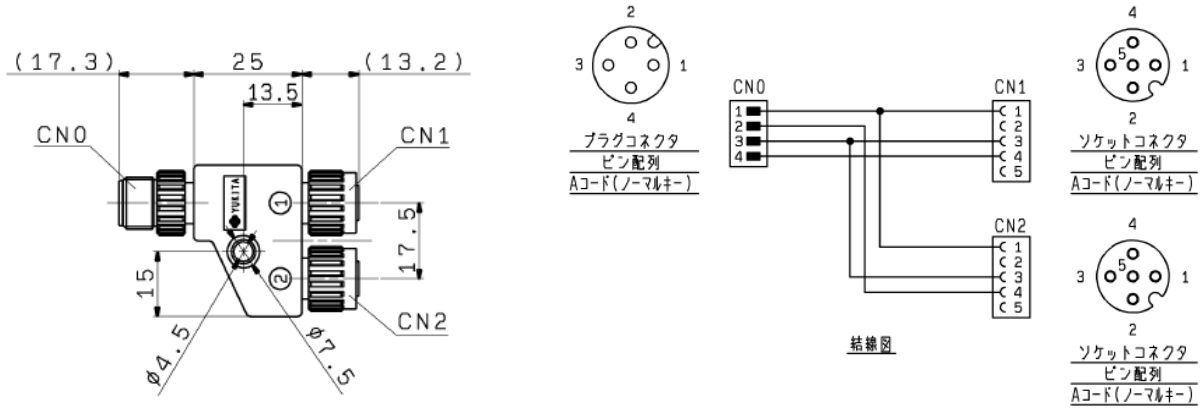 (17.3)
25
(13.2)
13.5
CN0
CN1
YUKITA
1
2
17.5
15
CN2
φ4.5
φ7.5
2
3
1
4
プラグコネクタ
ピン配列
Aコード(ノーマルキー)
CN0
1
2
3
4
CN1
1
2
3
4
5
CN2
1
2
3
4
5
結線図
4
5
3
1
2
ソケットコネクタ
ピン配列
Aコード(ノーマルキー)
4
5
3
1
2
ソケットコネクタ
ピン配列
Aコード(ノーマルキー)